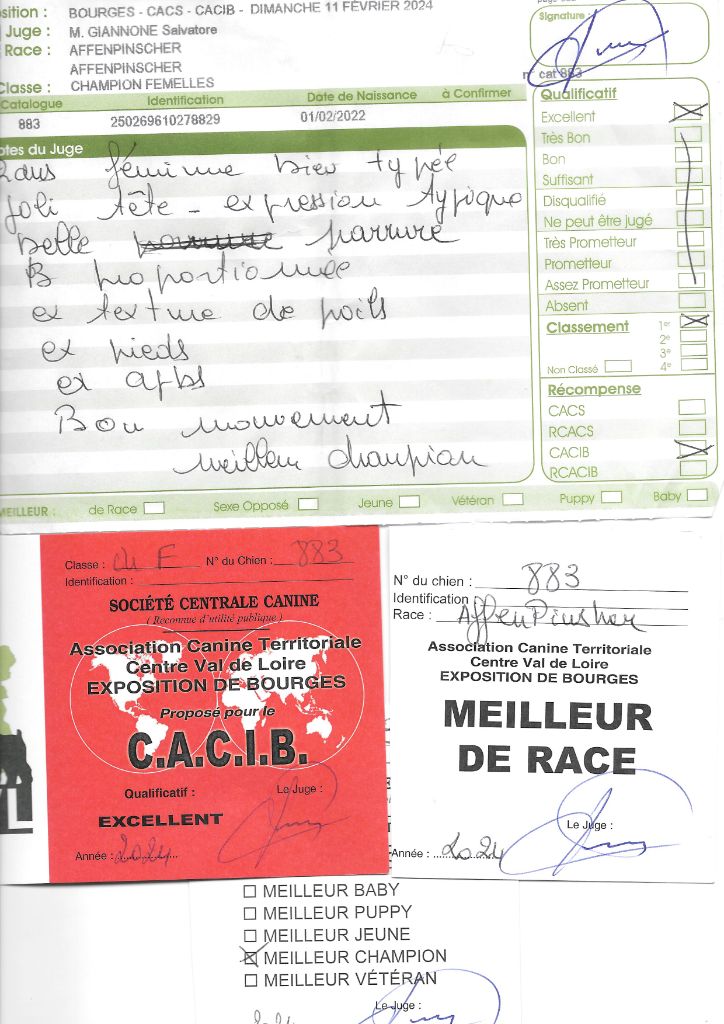 sition : BOURGES - CACS - CACIB - DIMANCHE 11 FÉVRIER 2024
Juge : M. GIANNONE Salvatore
Race : AFFENPINSCHER
AFFENPINSCHER
Classe : CHAMPION FEMELLES
Signature :
n° cat 883
Catalogue Identification Date de Naissance à Confirmer
883 250269610278829 01/02/2022
otes du Juge
2ans féminine bien typée
Joli tête - expression typique
belle parrure
B proportionnée
ex texture de poils
ex pieds
ex
Bon mouvement
meilleur champion
Qualificatif
Excellent
Très Bon
Bon
Suffisant
Disqualifié
Ne peut être jugé
Très Prometteur
Prometteur
Assez Prometteur
Absent
Classement 1er
2e
3e
Non Classé 4e
Récompense
CACS
RCACS
CACIB
RCACIB
MEILLEUR : de Race Sexe Opposé Jeune Vétéran Puppy Baby
Classe : ch F N° du Chien : 883
Identification :
SOCIÉTÉ CENTRALE CANINE
( Reconnue d'utilité publique )
Association Canine Territoriale
Centre Val de Loire
EXPOSITION DE BOURGES
Proposé pour le
C.A.C.I.B.
Qualificatif : Le Juge :
EXCELLENT
Année : 2024
N° du chien : 883
Identification :
Race : AffenPinsher
Association Canine Territoriale
Centre Val de Loire
EXPOSITION DE BOURGES
MEILLEUR
DE RACE
Le Juge :
Année : 2024
MEILLEUR BABY
MEILLEUR PUPPY
MEILLEUR JEUNE
MEILLEUR CHAMPION
MEILLEUR VÉTÉRAN
Le Juge :
2024